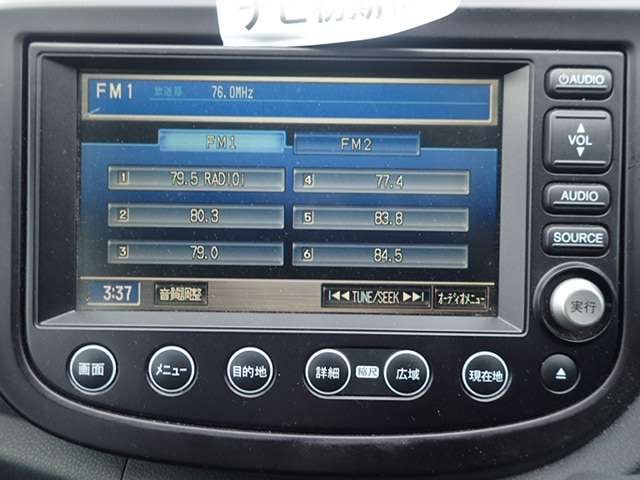 FM1 放送局 76.0MHz
FM1 FM2
1 79.5 RADIOi 4 77.4
2 80.3 5 83.8
3 79.0 6 84.5
3:37 音質調整 TUNE/SEEK オーディオメニュー
AUDIO
VOL
AUDIO
SOURCE
実行
画面 メニュー 目的地 詳細 縮尺 広域 現在地